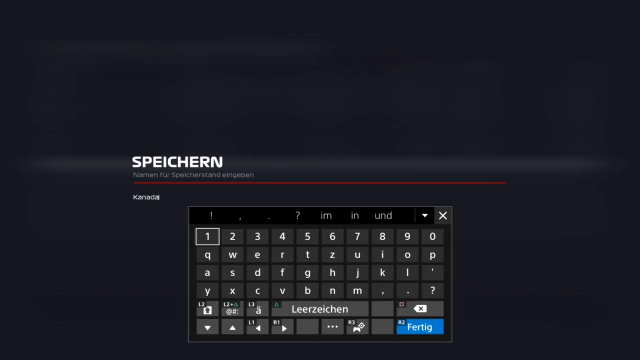 SPEICHERN
Namen für Speicherstand eingeben
Kanada
! , . ? im in und
1 2 3 4 5 6 7 8 9 0
q w e r t z u i o p
a s d f g h j k l '
y x c v b n m , . ?
L2 L2+△ @#: L3 ä △ Leerzeichen
L1 R1 ... R3 R2 Fertig